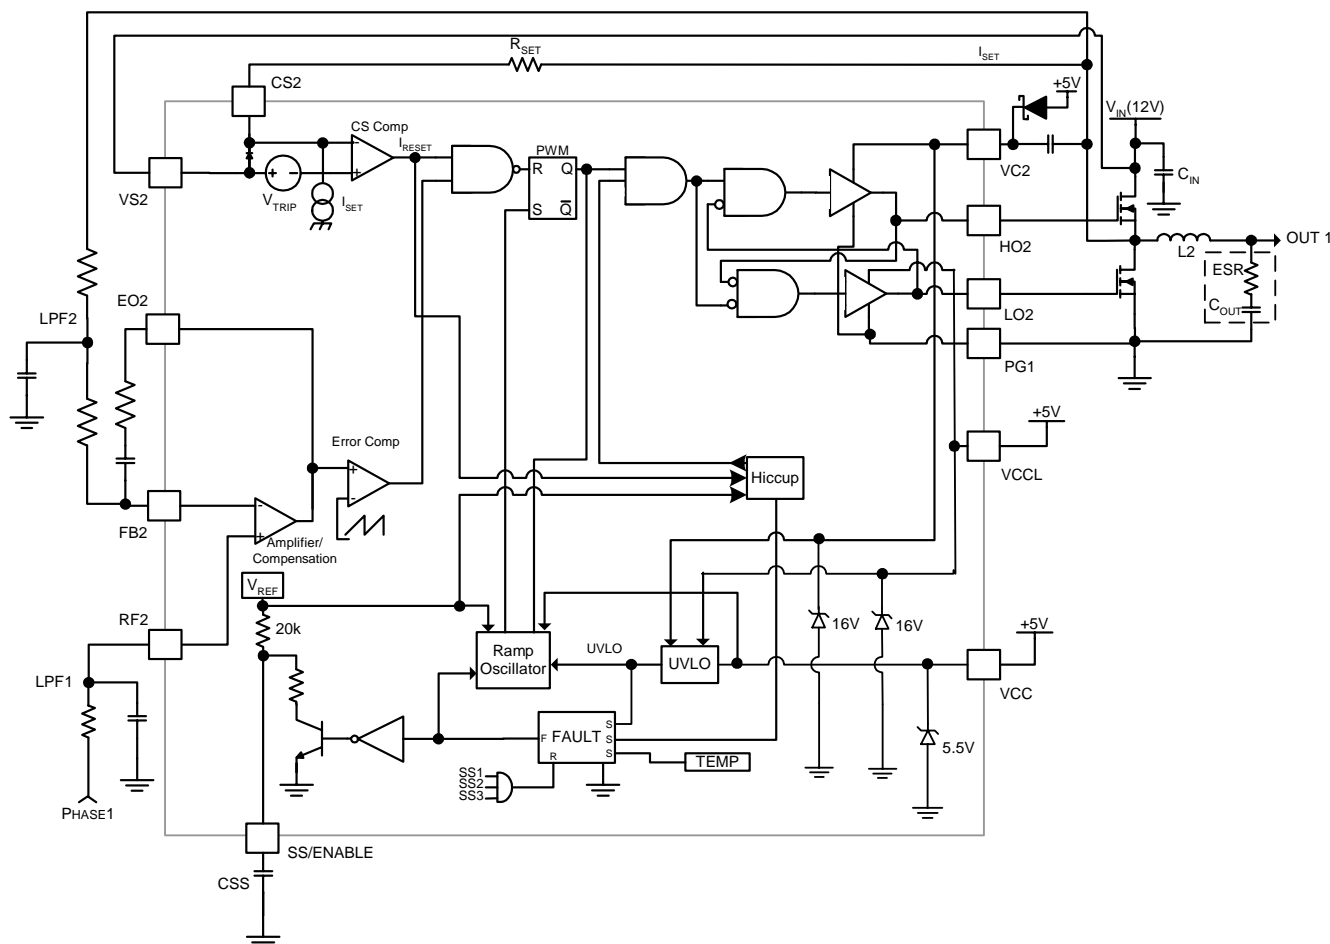 RSET
ISET
CS2
+5V
VIN(12V)
CS Comp
IRESET
PWM
R Q
S Q
VS2
VTRIP
ISET
VC2
CIN
HO2
OUT 1
L2
ESR
COUT
LO2
PG1
EO2
LPF2
+5V
VCCL
Error Comp
Hiccup
FB2
Amplifier/
Compensation
VREF
20k
RF2
16V
16V
+5V
Ramp
Oscillator
UVLO
UVLO
VCC
LPF1
FAULT
F
S
S
S
R
5.5V
TEMP
SS1
SS2
SS3
PHASE1
SS/ENABLE
CSS